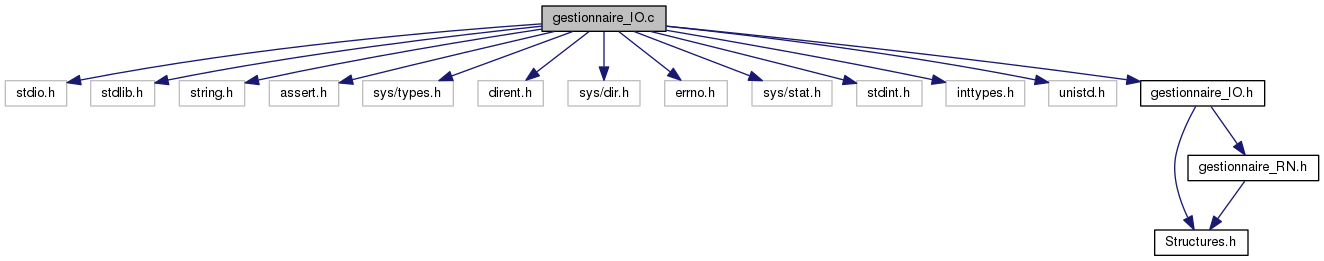 gestionnaire_IO.c
stdio.h
stdlib.h
string.h
assert.h
sys/types.h
dirent.h
sys/dir.h
errno.h
sys/stat.h
stdint.h
inttypes.h
unistd.h
gestionnaire_IO.h
gestionnaire_RN.h
Structures.h